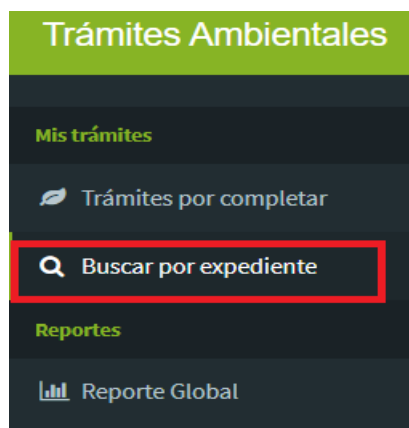 Trámites Ambientales
Mis trámites
Trámites por completar
Buscar por expediente
Reportes
Reporte Global